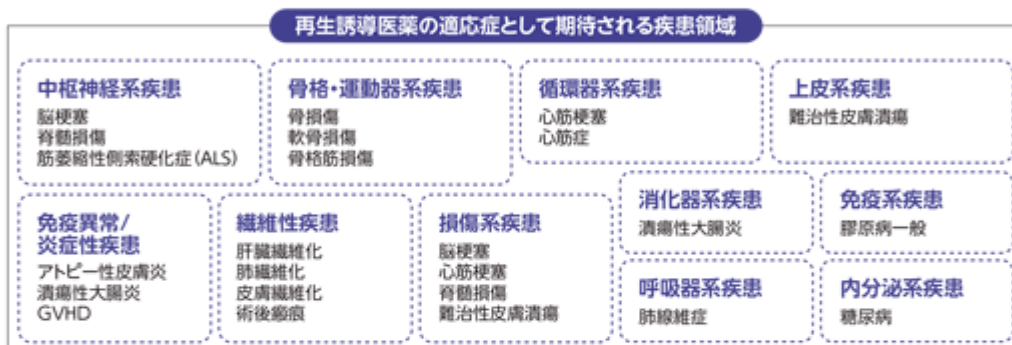 再生誘導医薬の適応症として期待される疾患領域
中枢神経系疾患
脳梗塞
脊髄損傷
筋萎縮性側索硬化症(ALS)
骨格・運動器系疾患
骨損傷
軟骨損傷
骨格筋損傷
循環器系疾患
心筋梗塞
心筋症
上皮系疾患
難治性皮膚潰瘍
免疫異常/
炎症性疾患
アトピー性皮膚炎
潰瘍性大腸炎
GVHD
繊維性疾患
肝臓繊維化
肺繊維化
皮膚繊維化
術後瘢痕
損傷系疾患
脳梗塞
心筋梗塞
脊髄損傷
難治性皮膚潰瘍
消化器系疾患
潰瘍性大腸炎
免疫系疾患
膠原病一般
呼吸器系疾患
肺線維症
内分泌系疾患
糖尿病